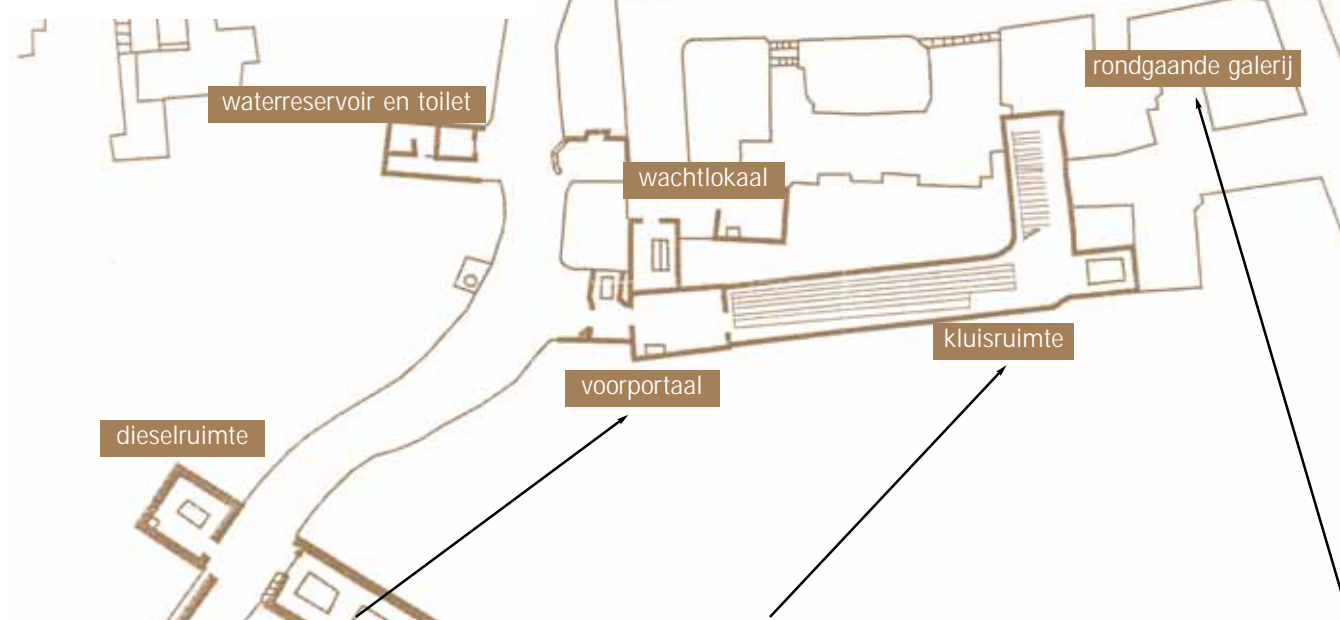 rondgaande galerij
waterreservoir en toilet
wachtlokaal
kluisruimte
voorportaal
dieselruimte